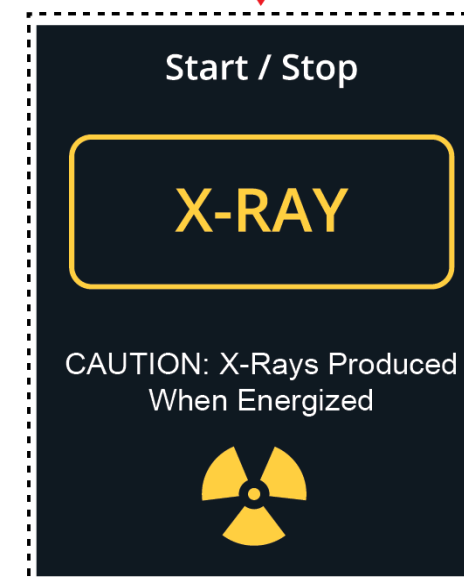 Start / Stop
X-RAY
CAUTION: X-Rays Produced
When Energized